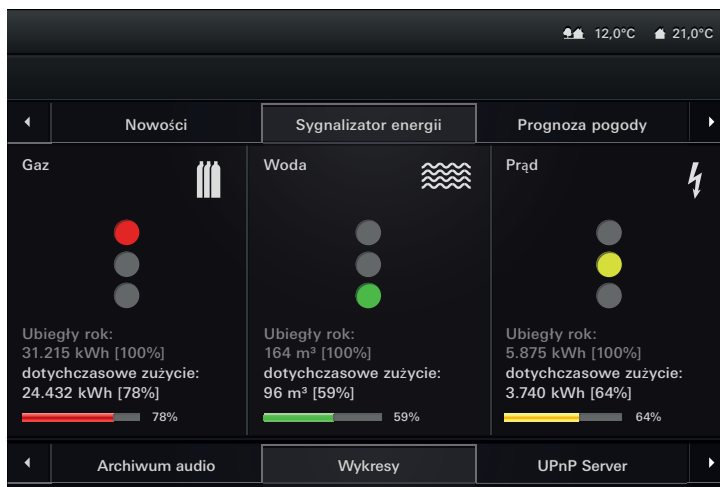 12,0°C 21,0°C
Nowości Sygnalizator energii Prognoza pogody
Gaz
Ubiegły rok:
31.215 kWh [100%]
dotychczasowe zużycie:
24.432 kWh [78%]
78%
Woda
Ubiegły rok:
164 m³ [100%]
dotychczasowe zużycie:
96 m³ [59%]
59%
Prąd
Ubiegły rok:
5.875 kWh [100%]
dotychczasowe zużycie:
3.740 kWh [64%]
64%
Archiwum audio Wykresy UPnP Server